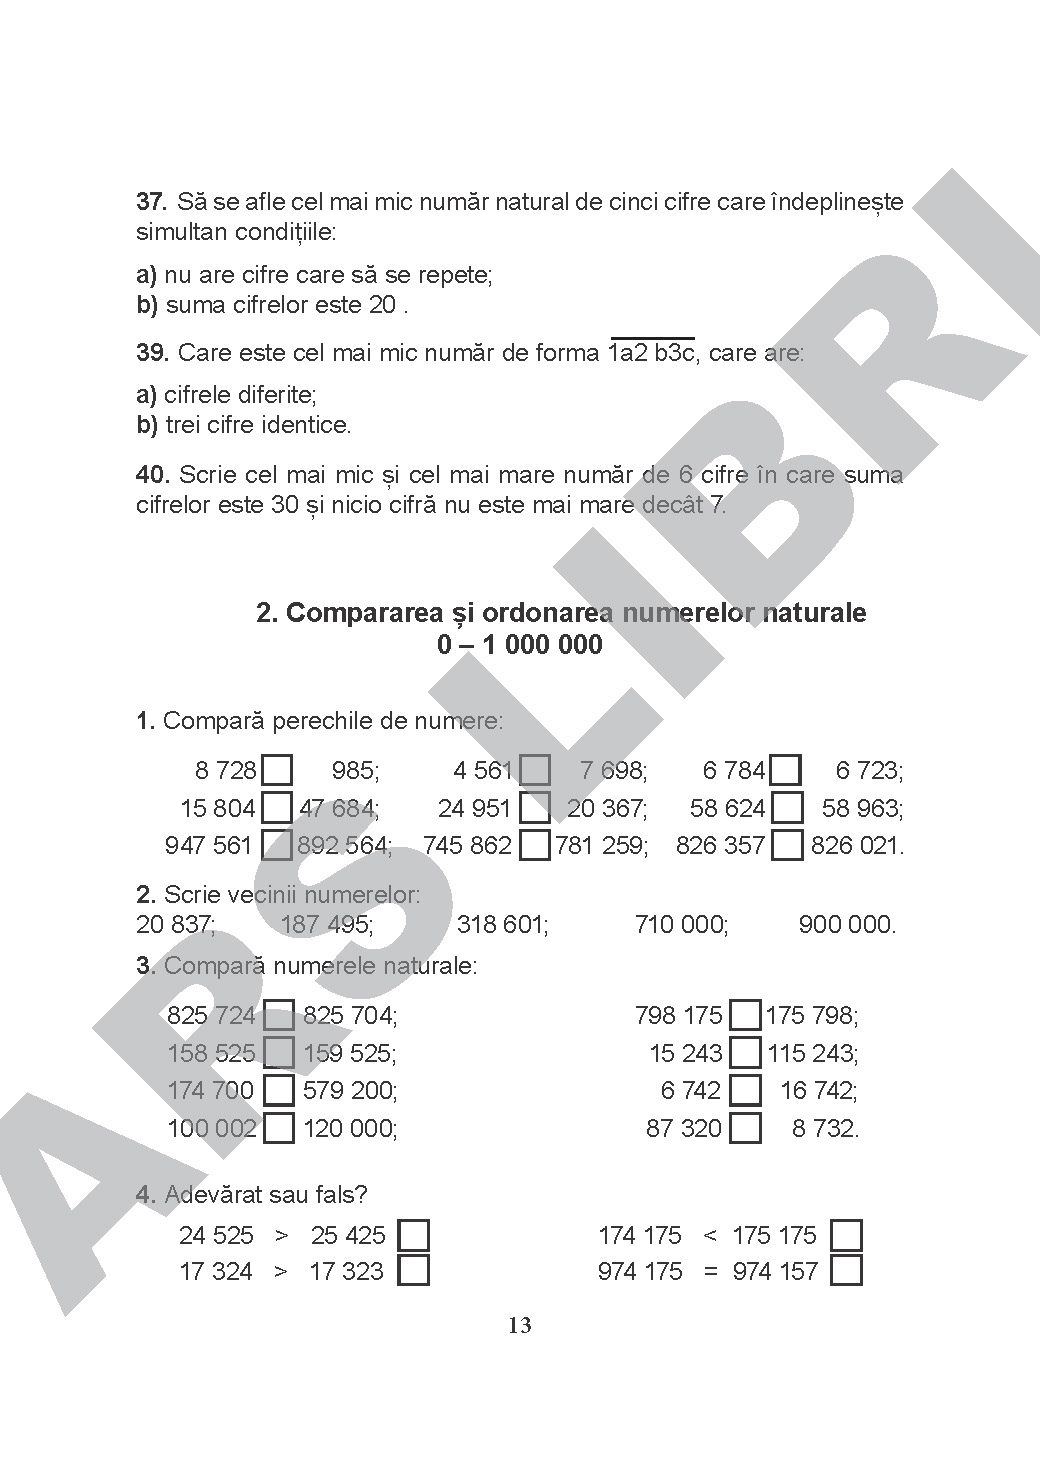 37. Să se afle cel mai mic număr natural de cinci cifre care îndeplinește
simultan condițiile:
a) nu are cifre care să se repete;
b) suma cifrelor este 20 .
39. Care este cel mai mic număr de forma 1a2 b3c, care are:
a) cifrele diferite;
b) trei cifre identice.
40. Scrie cel mai mic și cel mai mare număr de 6 cifre în care suma
cifrelor este 30 și nicio cifră nu este mai mare decât 7.
2. Compararea și ordonarea numerelor naturale
0 – 1 000 000
1. Compară perechile de numere:
8 728 985; 4 561 7 698; 6 784 6 723;
15 804 47 684; 24 951 20 367; 58 624 58 963;
947 561 892 564; 745 862 781 259; 826 357 826 021.
2. Scrie vecinii numerelor:
20 837; 187 495; 318 601; 710 000; 900 000.
3. Compară numerele naturale:
825 724 825 704; 798 175 175 798;
158 525 159 525; 15 243 115 243;
174 700 579 200; 6 742 16 742;
100 002 120 000; 87 320 8 732.
4. Adevărat sau fals?
24 525 > 25 425 174 175 < 175 175
17 324 > 17 323 974 175 = 974 157
13
ARS LIBRI